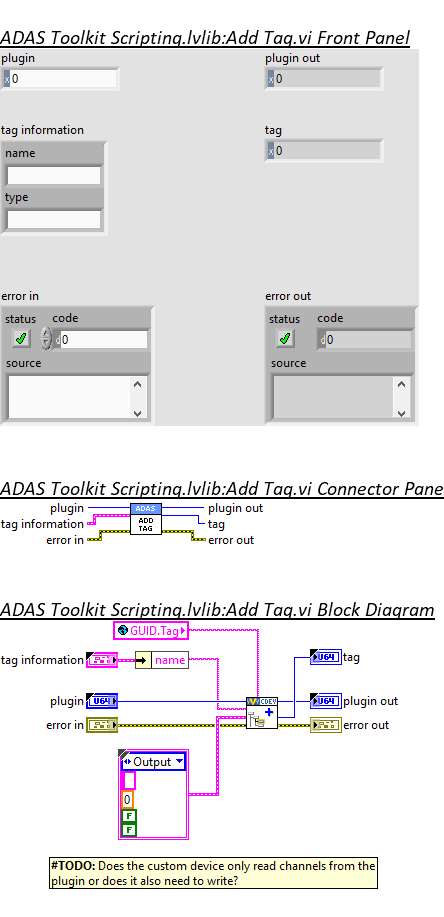 ADAS Toolkit Scripting.lvlib:Add Tag.vi Front Panel
plugin
plugin out
x 0
x 0
tag information
tag
name
x 0
type
error in
error out
status code
status code
d 0
d 0
source
source
ADAS Toolkit Scripting.lvlib:Add Tag.vi Connector Pane
plugin
ADAS
plugin out
tag information
ADD
TAG
tag
error in
error out
ADAS Toolkit Scripting.lvlib:Add Tag.vi Block Diagram
GUID.Tag
tag information
name
U64
tag
plugin
U64
CDEV
U64
plugin out
error in
error out
Output
0
F
F
#TODO: Does the custom device only read channels from the
plugin or does it also need to write?